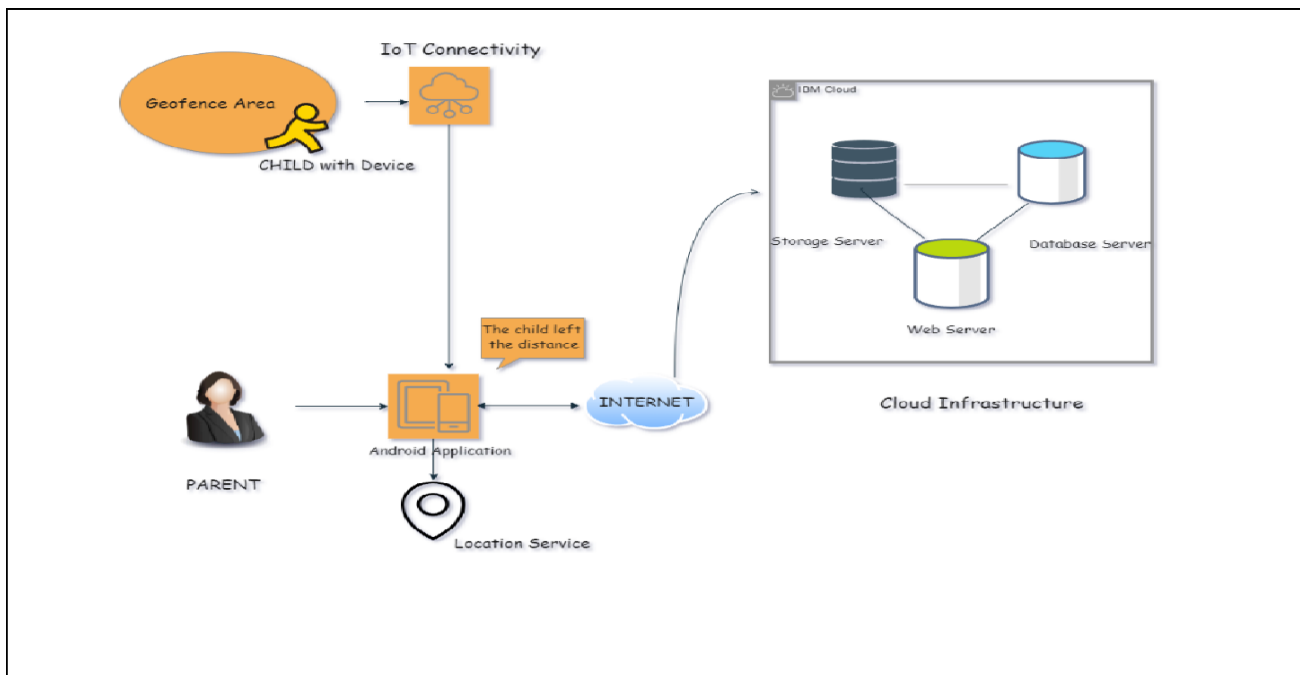 IoT Connectivity
Geofence Area
CHILD with Device
IBM Cloud
Storage Server
Database Server
Web Server
The child left
the distance
INTERNET
Cloud Infrastructure
Android Application
PARENT
Location Service